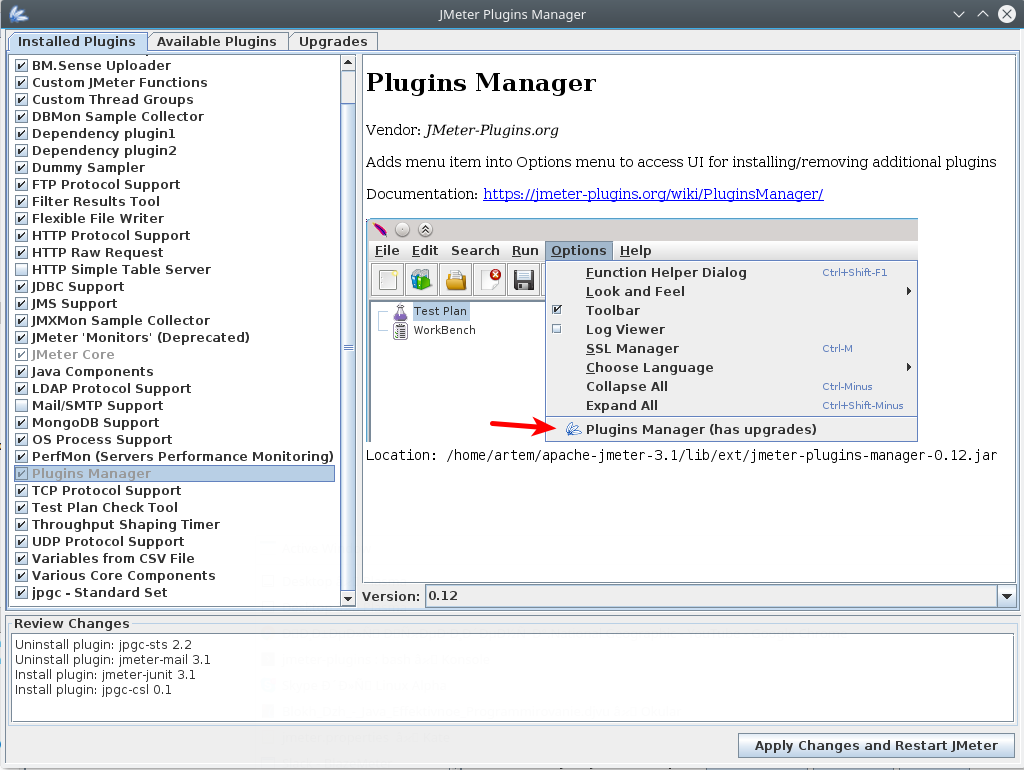 JMeter Plugins Manager
Installed Plugins
Available Plugins
Upgrades
BM.Sense Uploader
Custom JMeter Functions
Custom Thread Groups
DBMon Sample Collector
Dependency plugin1
Dependency plugin2
Dummy Sampler
FTP Protocol Support
Filter Results Tool
Flexible File Writer
HTTP Protocol Support
HTTP Raw Request
HTTP Simple Table Server
JDBC Support
JMS Support
JMXMon Sample Collector
JMeter 'Monitors' (Deprecated)
JMeter Core
Java Components
LDAP Protocol Support
Mail/SMTP Support
MongoDB Support
OS Process Support
PerfMon (Servers Performance Monitoring)
Plugins Manager
TCP Protocol Support
Test Plan Check Tool
Throughput Shaping Timer
UDP Protocol Support
Variables from CSV File
Various Core Components
jpgc - Standard Set
Plugins Manager
Vendor: JMeter-Plugins.org
Adds menu item into Options menu to access UI for installing/removing additional plugins
Documentation: https://jmeter-plugins.org/wiki/PluginsManager/
File Edit Search Run Options Help
Test Plan
WorkBench
Function Helper Dialog Ctrl+Shift-F1
Look and Feel
Toolbar
Log Viewer
SSL Manager Ctrl-M
Choose Language
Collapse All Ctrl-Minus
Expand All Ctrl+Shift-Minus
Plugins Manager (has upgrades)
Location: /home/artem/apache-jmeter-3.1/lib/ext/jmeter-plugins-manager-0.12.jar
Version: 0.12
Review Changes
Uninstall plugin: jpgc-sts 2.2
Uninstall plugin: jmeter-mail 3.1
Install plugin: jmeter-junit 3.1
Install plugin: jpgc-csl 0.1
Apply Changes and Restart JMeter